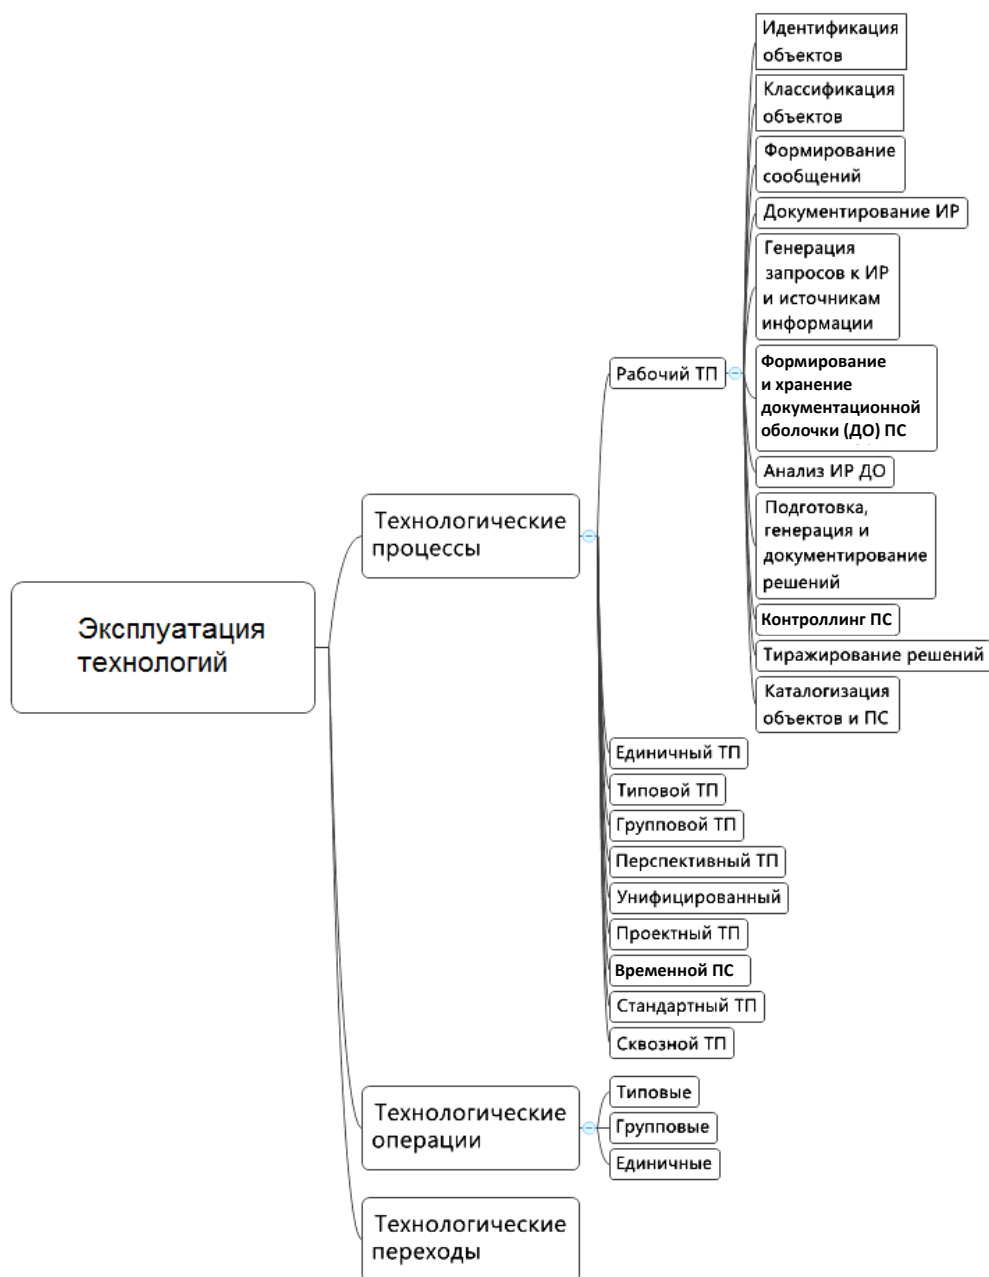 Идентификация
объектов
Классификация
объектов
Формирование
сообщений
Документирование ИР
Генерация
запросов к ИР
и источникам
информации
Рабочий ТП
Формирование
и хранение
документационной
оболочки (ДО) ПС
Анализ ИР ДО
Подготовка,
генерация и
документирование
решений
Контроллинг ПС
Тиражирование решений
Каталогизация
объектов и ПС
Технологические
процессы
Эксплуатация
технологий
Единичный ТП
Типовой ТП
Групповой ТП
Перспективный ТП
Унифицированный
Проектный ТП
Временной ПС
Стандартный ТП
Сквозной ТП
Технологические
операции
Типовые
Групповые
Единичные
Технологические
переходы